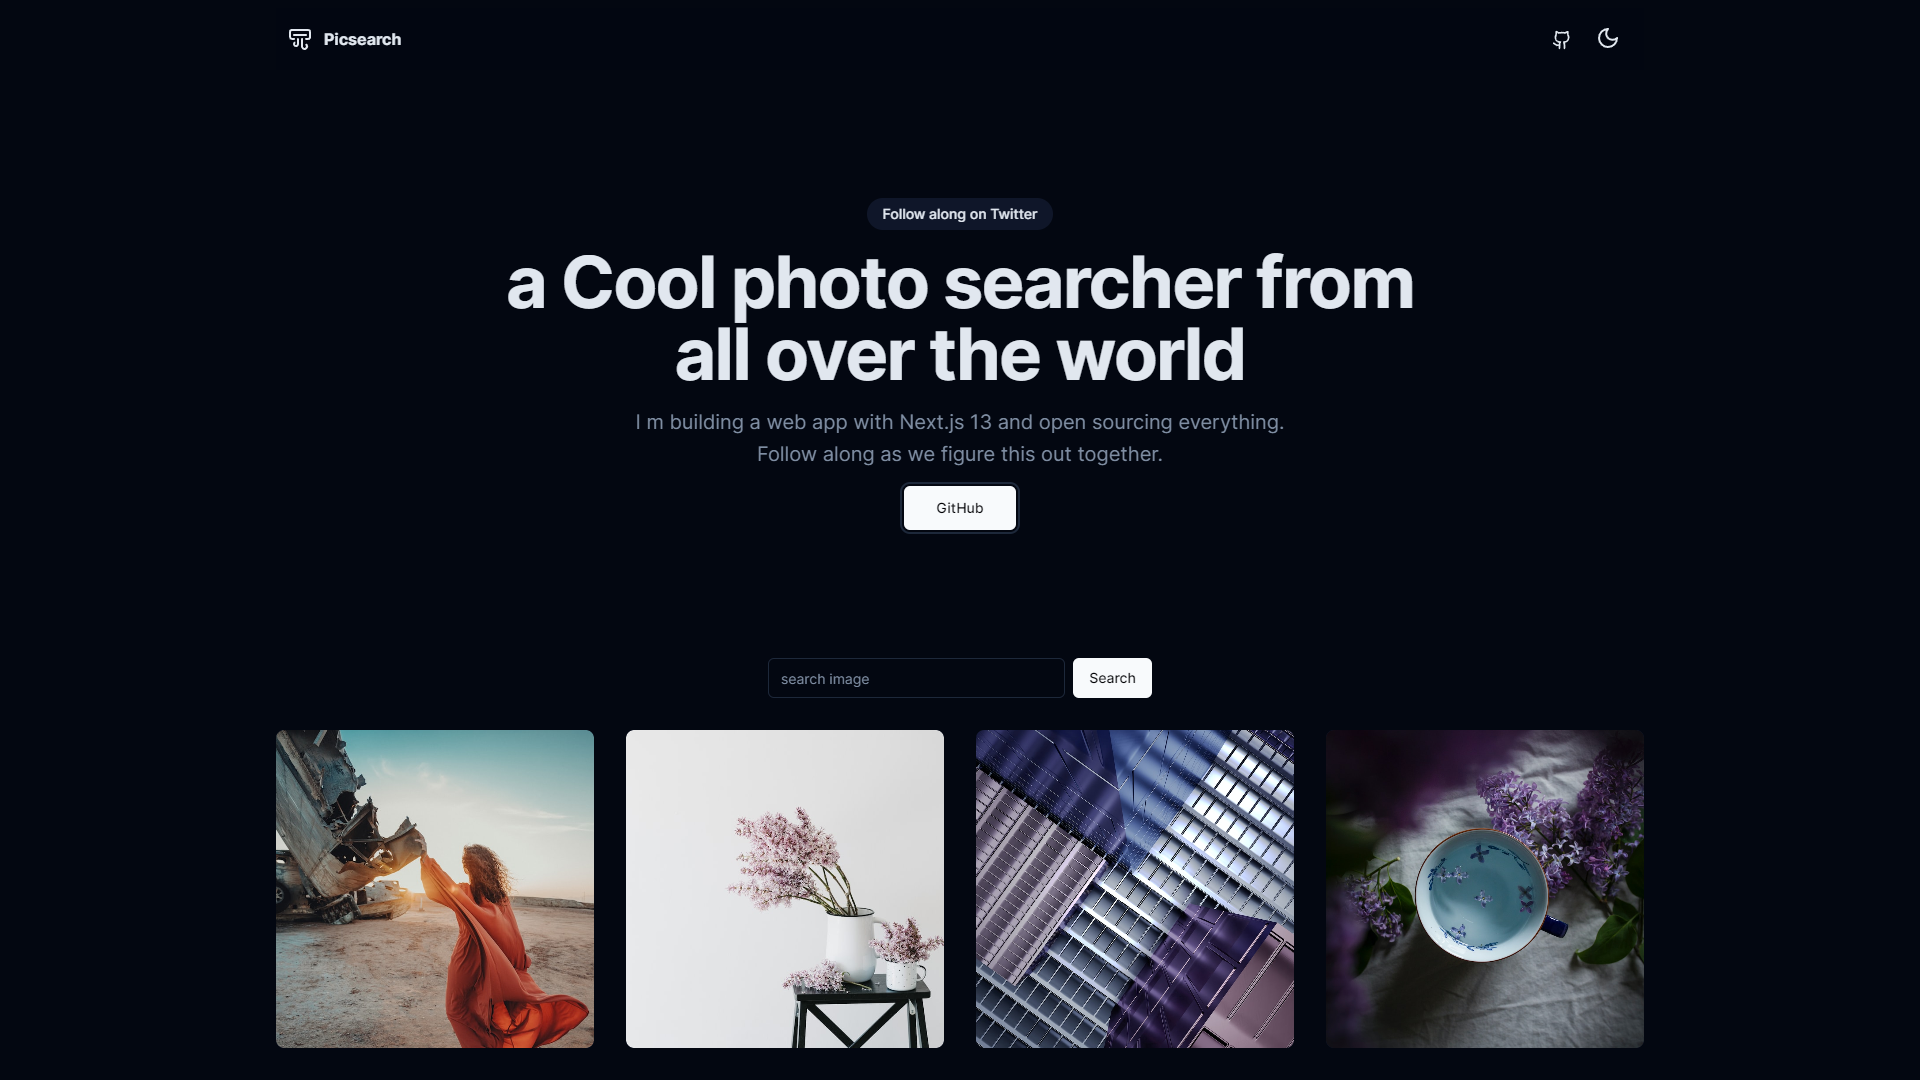 Picsearch
Follow along on Twitter
a Cool photo searcher from
all over the world
I m building a web app with Next.js 13 and open sourcing everything.
Follow along as we figure this out together.
GitHub
search image
Search